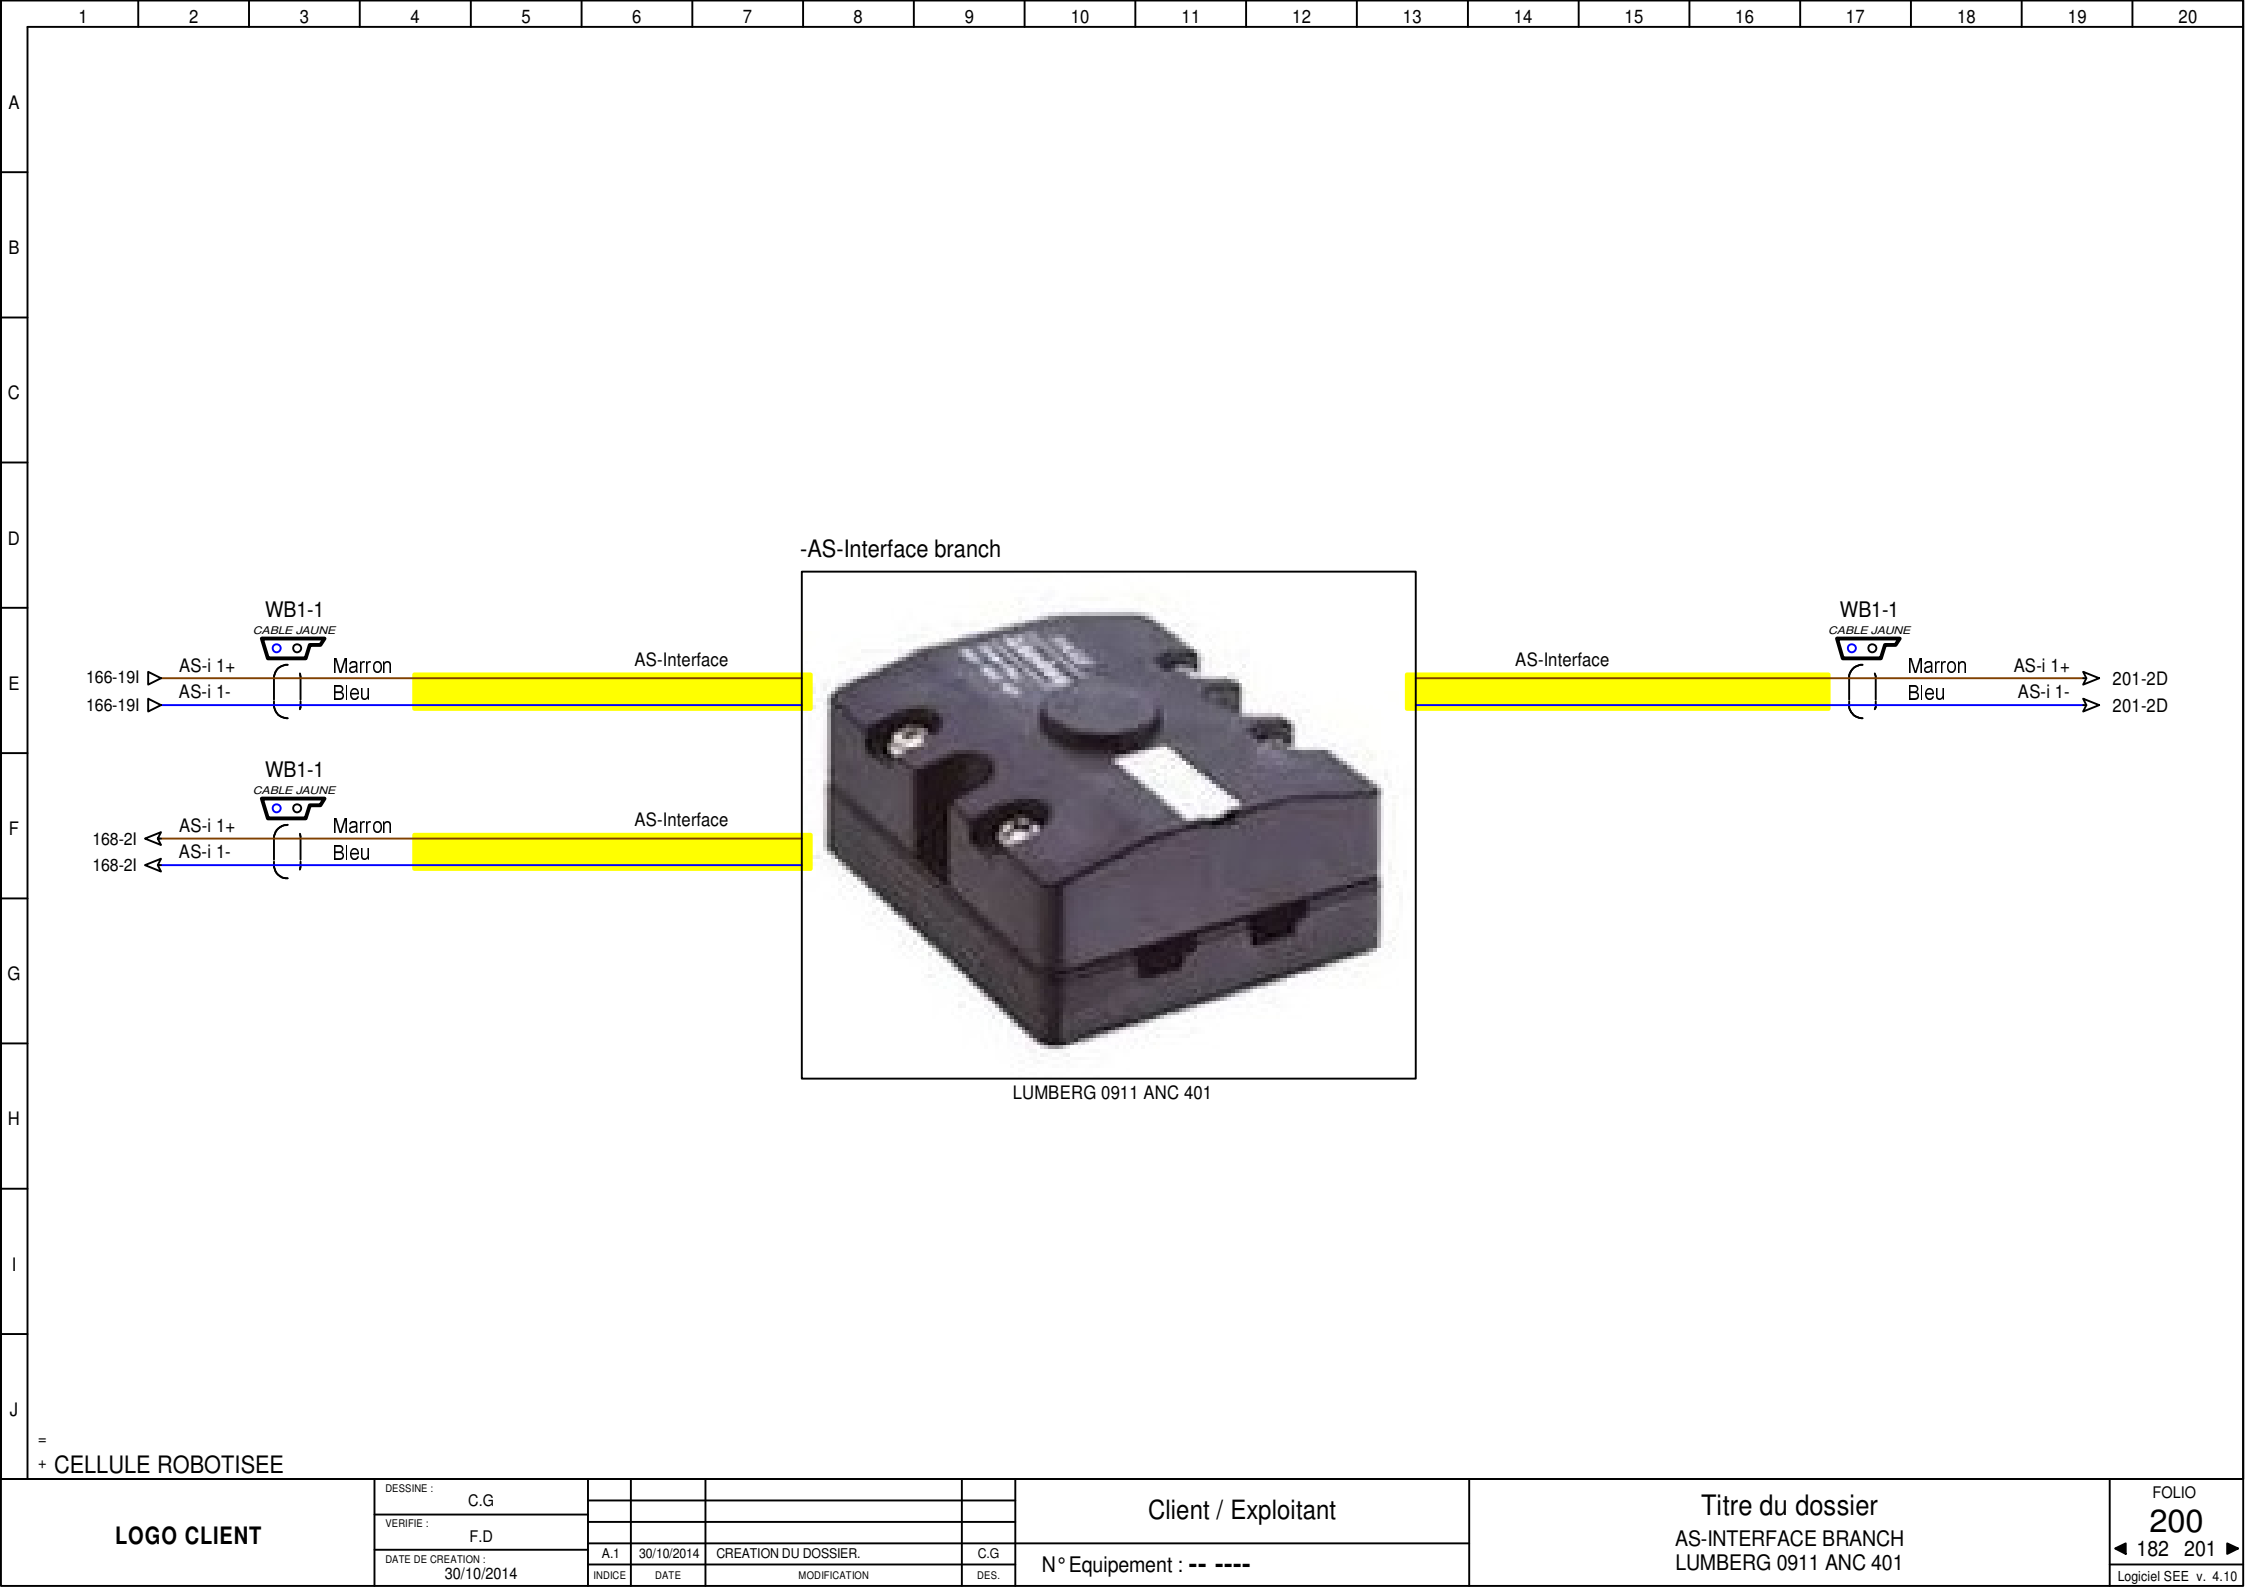 1 2 3 4 5 6 7 8 9 10 11 12 13 14 15 16 17 18 19 20
A
B
C
D
E
F
G
H
I
J
-AS-Interface branch
WB1-1
CABLE JAUNE
166-19I AS-i 1+ Marron AS-Interface
166-19I AS-i 1- Bleu
WB1-1
CABLE JAUNE
AS-Interface Marron AS-i 1+ 201-2D
Bleu AS-i 1- 201-2D
WB1-1
CABLE JAUNE
168-2I AS-i 1+ Marron AS-Interface
168-2I AS-i 1- Bleu
LUMBERG 0911 ANC 401
=
+ CELLULE ROBOTISEE
LOGO CLIENT
DESSINE :
C.G
VERIFIE :
F.D
DATE DE CREATION :
30/10/2014
A.1 30/10/2014 CREATION DU DOSSIER. C.G
INDICE DATE MODIFICATION DES.
Client / Exploitant
N° Equipement : -- ----
Titre du dossier
AS-INTERFACE BRANCH
LUMBERG 0911 ANC 401
FOLIO
200
182 201
Logiciel SEE v. 4.10